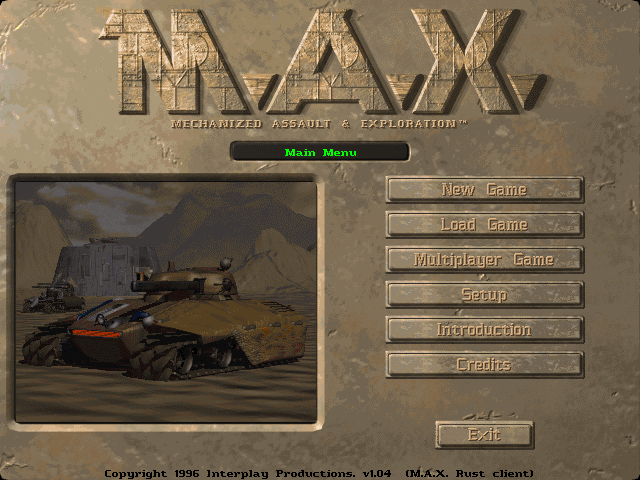 M.A.X.
MECHANIZED ASSAULT & EXPLORATION™
Main Menu
New Game
Load Game
Multiplayer Game
Setup
Introduction
Credits
Exit
Copyright 1996 Interplay Productions. v1.04 (M.A.X. Rust client)